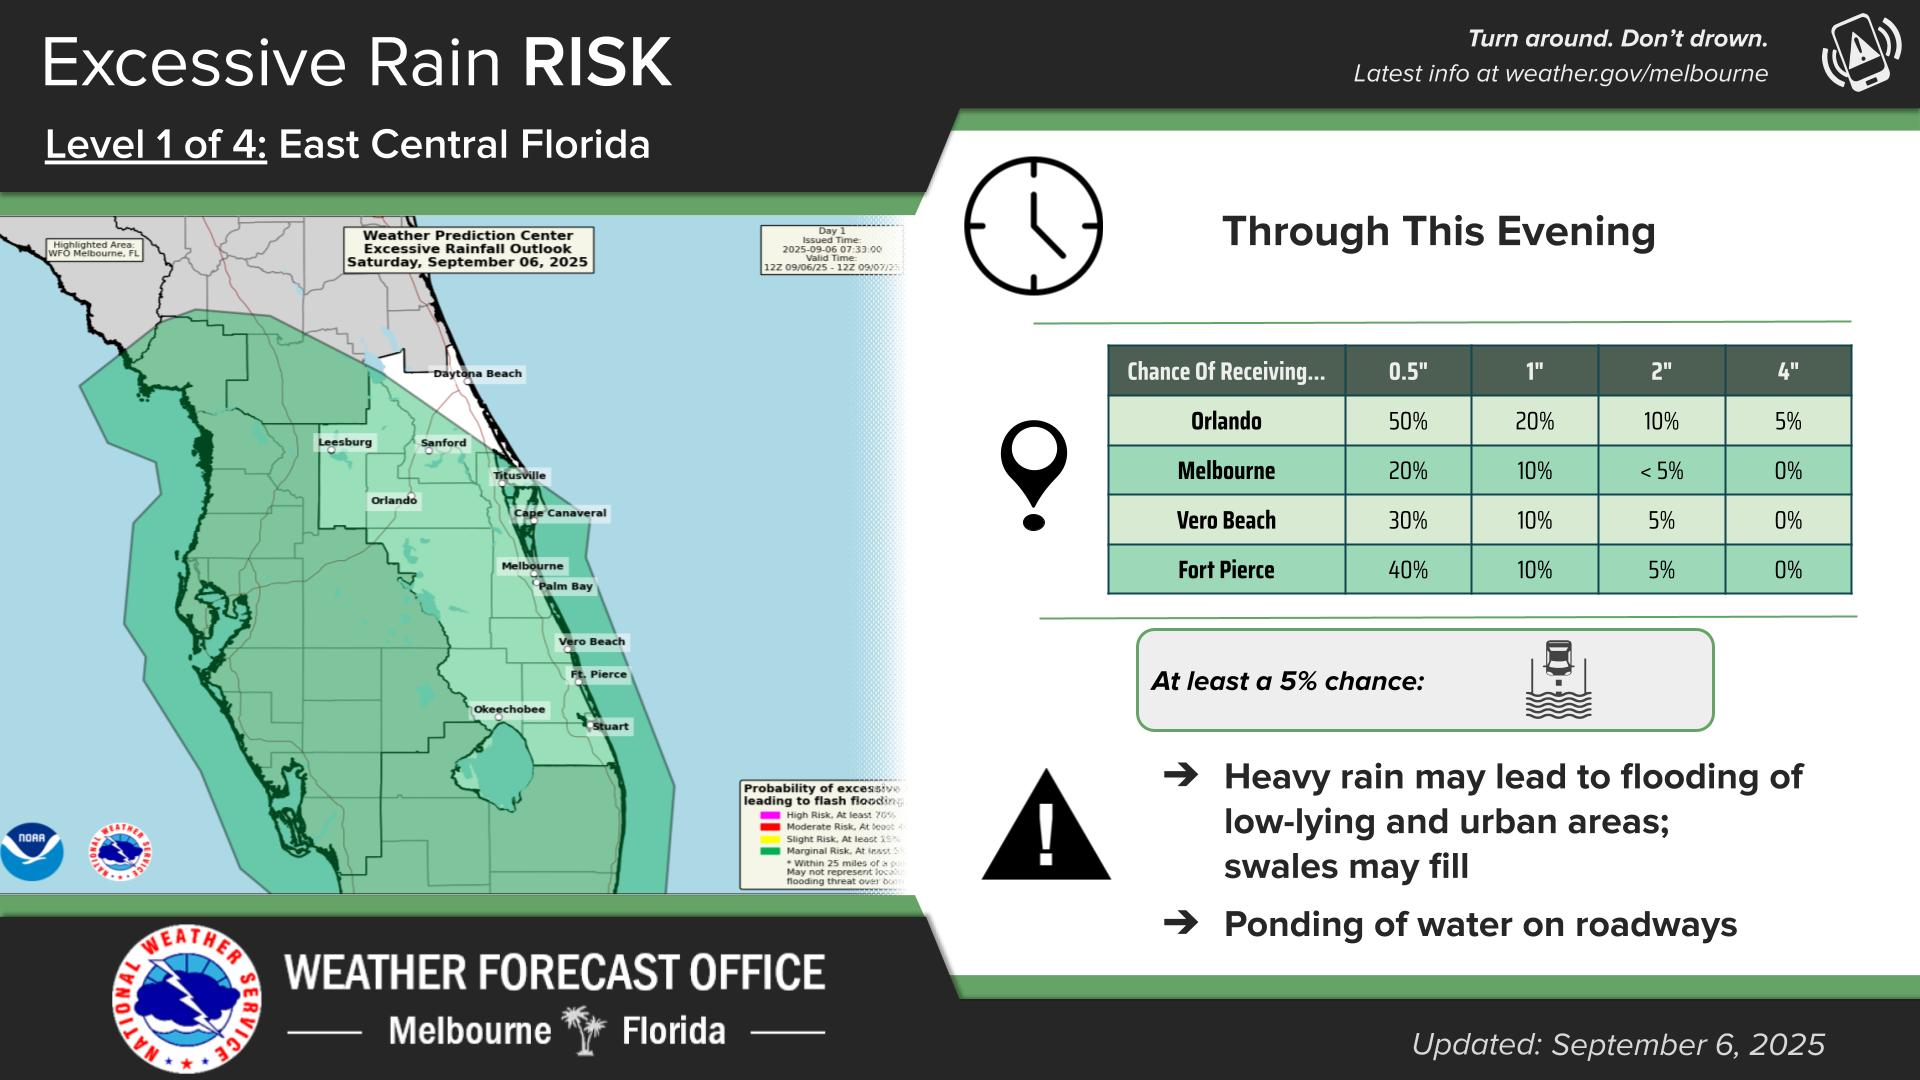 Excessive Rain RISK
Level 1 of 4: East Central Florida
Turn around. Don't drown.
Latest info at weather.gov/melbourne
Highlighted Area:
WFO Melbourne, FL
Weather Prediction Center
Excessive Rainfall Outlook
Saturday, September 06, 2025
Day 1
Issued Time:
2025-09-06 07:33:00
Valid Time:
12Z 09/06/25 - 12Z 09/07/25
Daytona Beach
Leesburg
Sanford
Titusville
Orlando
Cape Canaveral
Melbourne
Palm Bay
Vero Beach
Ft. Pierce
Okeechobee
Stuart
Probability of excessive
leading to flash flooding
High Risk, At least 70%
Moderate Risk, At least
Slight Risk, At least 15%
Marginal Risk, At least 5%
* Within 25 miles of a
May not represent
flooding threat over
NOAA
NATIONAL WEATHER SERVICE
Through This Evening
Chance Of Receiving... 0.5" 1" 2" 4"
Orlando 50% 20% 10% 5%
Melbourne 20% 10% < 5% 0%
Vero Beach 30% 10% 5% 0%
Fort Pierce 40% 10% 5% 0%
At least a 5% chance:
➔ Heavy rain may lead to flooding of
low-lying and urban areas;
swales may fill
➔ Ponding of water on roadways
NATIONAL WEATHER SERVICE
WEATHER FORECAST OFFICE
Melbourne Florida
Updated: September 6, 2025